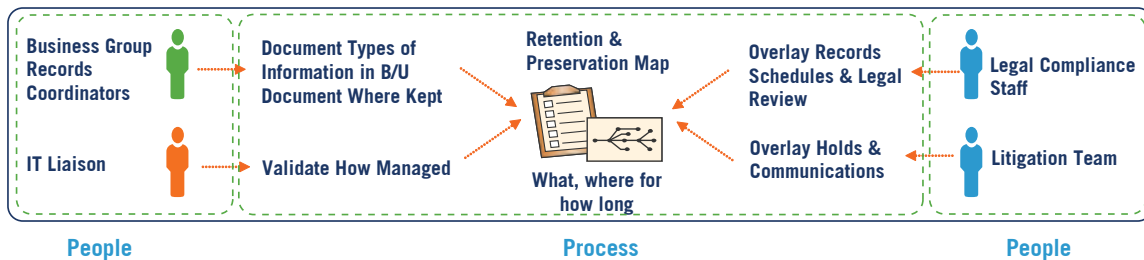 Business Group
Records
Coordinators
IT Liaison
Document Types of
Information in B/U
Document Where Kept
Validate How Managed
Retention &
Preservation Map
What, where for
how long
Overlay Records
Schedules & Legal
Review
Overlay Holds &
Communications
Legal Compliance
Staff
Litigation Team
People
Process
People